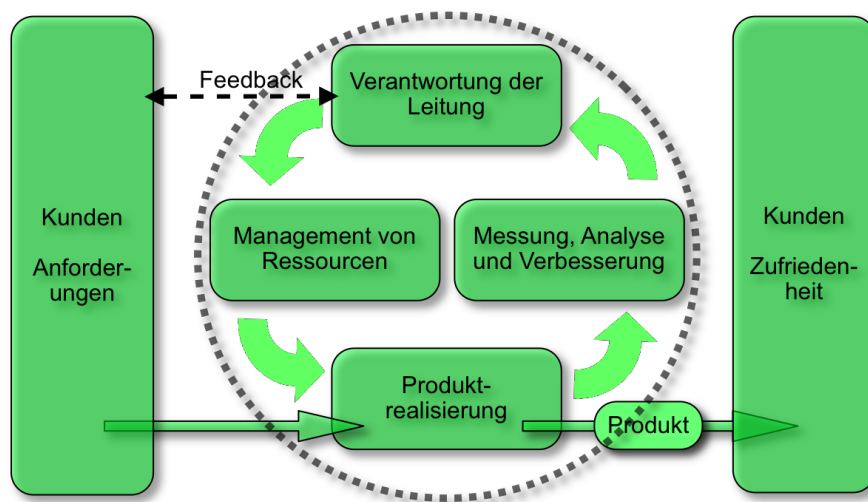 Feedback
Verantwortung der
Leitung
Kunden
Anforder-
ungen
Management von
Ressourcen
Messung, Analyse
und Verbesserung
Kunden
Zufrieden-
heit
Produkt-
realisierung
Produkt